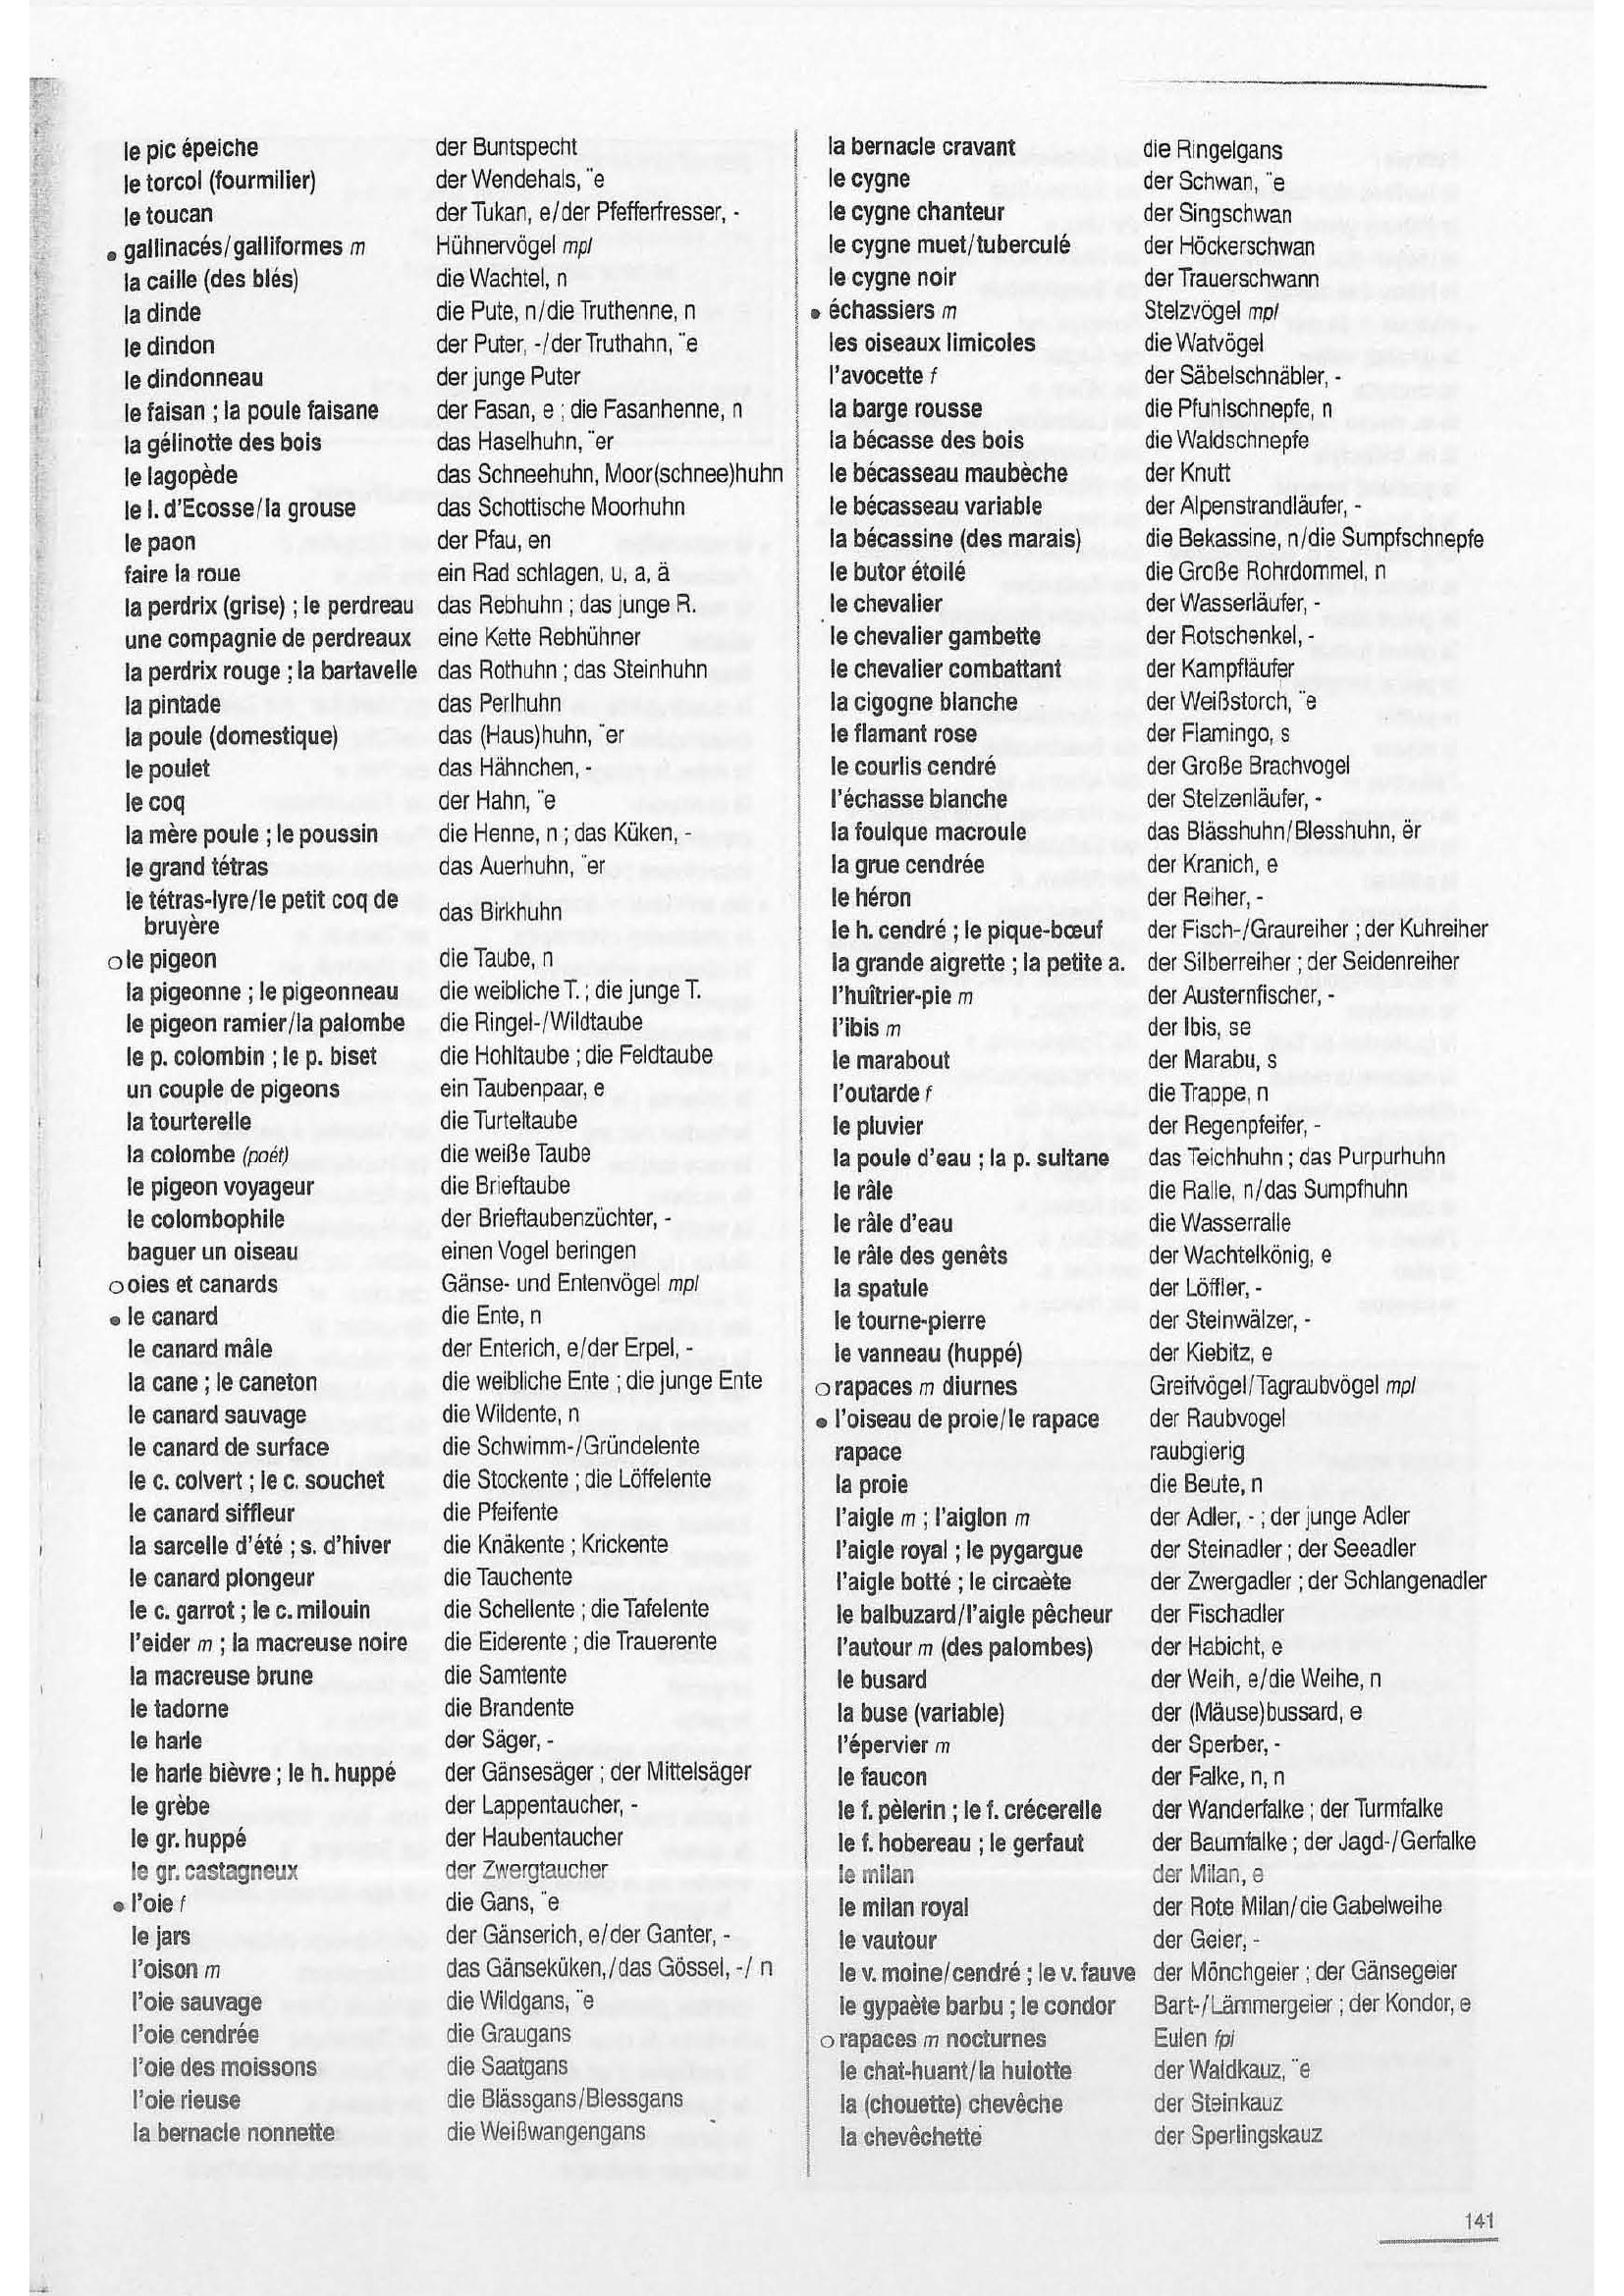 le pic épeiche der Buntspecht
le torcol (fourmilier) der Wendehals, ¨e
le toucan der Tukan, e/der Pfefferfresser, -
• gallinacés/galliformes m Hühnervögel mpl
la caille (des blés) die Wachtel, n
la dinde die Pute, n/die Truthenne, n
le dindon der Puter, -/der Truthahn, ¨e
le dindonneau der junge Puter
le faisan ; la poule faisane der Fasan, e ; die Fasanhenne, n
la gélinotte des bois das Haselhuhn, ¨er
le lagopède das Schneehuhn, Moor(schnee)huhn
le l. d'Ecosse/la grouse das Schottische Moorhuhn
le paon der Pfau, en
faire la roue ein Rad schlagen, u, a, ä
la perdrix (grise) ; le perdreau das Rebhuhn ; das junge R.
une compagnie de perdreaux eine Kette Rebhühner
la perdrix rouge ; la bartavelle das Rothuhn ; das Steinhuhn
la pintade das Perlhuhn
la poule (domestique) das (Haus)huhn, ¨er
le poulet das Hähnchen, -
le coq der Hahn, ¨e
la mère poule ; le poussin die Henne, n ; das Küken, -
le grand tétras das Auerhuhn, ¨er
le tétras-lyre/le petit coq de
bruyère das Birkhuhn
o le pigeon die Taube, n
la pigeonne ; le pigeonneau die weibliche T. ; die junge T.
le pigeon ramier/la palombe die Ringel-/Wildtaube
le p. colombin ; le p. biset die Hohltaube ; die Feldtaube
un couple de pigeons ein Taubenpaar, e
la tourterelle die Turteltaube
la colombe (poét) die weiße Taube
le pigeon voyageur die Brieftaube
le colombophile der Brieftaubenzüchter, -
baguer un oiseau einen Vogel beringen
o oies et canards Gänse- und Entenvögel mpl
• le canard die Ente, n
le canard mâle der Enterich, e/der Erpel, -
la cane ; le caneton die weibliche Ente ; die junge Ente
le canard sauvage die Wildente, n
le canard de surface die Schwimm-/Gründelente
le c. colvert ; le c. souchet die Stockente ; die Löffelente
le canard siffleur die Pfeifente
la sarcelle d'été ; s. d'hiver die Knäkente ; Krickente
le canard plongeur die Tauchente
le c. garrot ; le c. milouin die Schellente ; die Tafelente
l'eider m ; la macreuse noire die Eiderente ; die Trauerente
la macreuse brune die Samtente
le tadorne die Brandente
le harle der Säger, -
le harle bièvre ; le h. huppé der Gänsesäger ; der Mittelsäger
le grèbe der Lappentaucher, -
le gr. huppé der Haubentaucher
le gr. castagneux der Zwergtaucher
• l'oie f die Gans, ¨e
le jars der Gänserich, e/der Ganter, -
l'oison m das Gänseküken,/das Gössel, -/ n
l'oie sauvage die Wildgans, ¨e
l'oie cendrée die Graugans
l'oie des moissons die Saatgans
l'oie rieuse die Blässgans/Blessgans
la bernacle nonnette die Weißwangengans
la bernacle cravant die Ringelgans
le cygne der Schwan, ¨e
le cygne chanteur der Singschwan
le cygne muet/tuberculé der Höckerschwan
le cygne noir der Trauerschwann
• échassiers m Stelzvögel mpl
les oiseaux limicoles die Watvögel
l'avocette f der Säbelschnäbler, -
la barge rousse die Pfuhlschnepfe, n
la bécasse des bois die Waldschnepfe
le bécasseau maubèche der Knutt
le bécasseau variable der Alpenstrandläufer, -
la bécassine (des marais) die Bekassine, n/die Sumpfschnepfe
le butor étoilé die Große Rohrdommel, n
le chevalier der Wasserläufer, -
le chevalier gambette der Rotschenkel, -
le chevalier combattant der Kampfläufer
la cigogne blanche der Weißstorch, ¨e
le flamant rose der Flamingo, s
le courlis cendré der Große Brachvogel
l'échasse blanche der Stelzenläufer, -
la foulque macroule das Blässhuhn/Blesshuhn, ër
la grue cendrée der Kranich, e
le héron der Reiher, -
le h. cendré ; le pique-bœuf der Fisch-/Graureiher ; der Kuhreiher
la grande aigrette ; la petite a. der Silberreiher ; der Seidenreiher
l'huîtrier-pie m der Austernfischer, -
l'ibis m der Ibis, se
le marabout der Marabu, s
l'outarde f die Trappe, n
le pluvier der Regenpfeifer, -
la poule d'eau ; la p. sultane das Teichhuhn ; das Purpurhuhn
le râle die Ralle, n/das Sumpfhuhn
le râle d'eau die Wasserralle
le râle des genêts der Wachtelkönig, e
la spatule der Löffler, -
le tourne-pierre der Steinwälzer, -
le vanneau (huppé) der Kiebitz, e
o rapaces m diurnes Greifvögel/Tagraubvögel mpl
• l'oiseau de proie/le rapace der Raubvogel
rapace raubgierig
la proie die Beute, n
l'aigle m ; l'aiglon m der Adler, - ; der junge Adler
l'aigle royal ; le pygargue der Steinadler ; der Seeadler
l'aigle botté ; le circaète der Zwergadler ; der Schlangenadler
le balbuzard/l'aigle pêcheur der Fischadler
l'autour m (des palombes) der Habicht, e
le busard der Weih, e/die Weihe, n
la buse (variable) der (Mäuse)bussard, e
l'épervier m der Sperber, -
le faucon der Falke, n, n
le f. pèlerin ; le f. crécerelle der Wanderfalke ; der Turmfalke
le f. hobereau ; le gerfaut der Baumfalke ; der Jagd-/Gerfalke
le milan der Milan, e
le milan royal der Rote Milan/die Gabelweihe
le vautour der Geier, -
le v. moine/cendré ; le v. fauve der Mönchgeier ; der Gänsegeier
le gypaète barbu ; le condor Bart-/Lämmergeier ; der Kondor, e
o rapaces m nocturnes Eulen fpl
le chat-huant/la hulotte der Waldkauz, ¨e
la (chouette) chevêche der Steinkauz
la chevêchette der Sperlingskauz
141